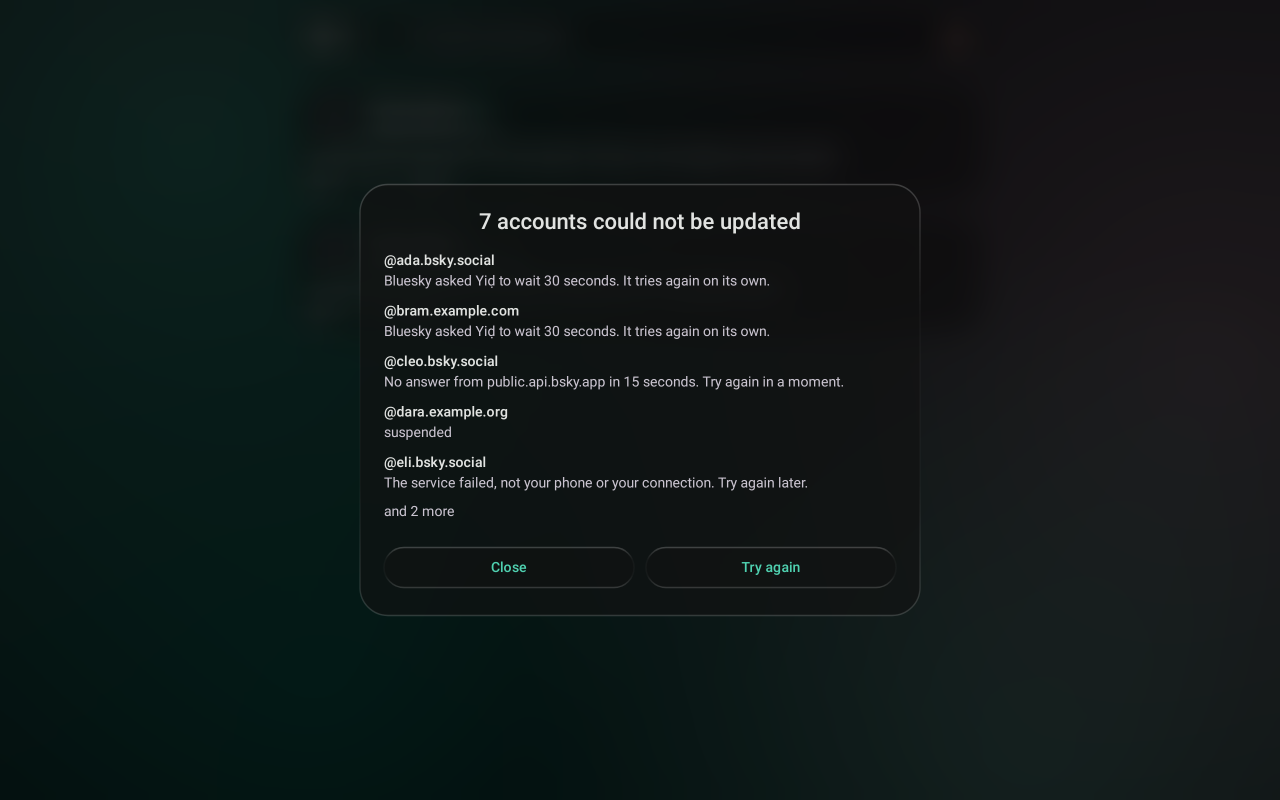 7 accounts could not be updated
@ada.bsky.social
Bluesky asked Yiḍ to wait 30 seconds. It tries again on its own.
@bram.example.com
Bluesky asked Yiḍ to wait 30 seconds. It tries again on its own.
@cleo.bsky.social
No answer from public.api.bsky.app in 15 seconds. Try again in a moment.
@dara.example.org
suspended
@eli.bsky.social
The service failed, not your phone or your connection. Try again later.
and 2 more
Close
Try again